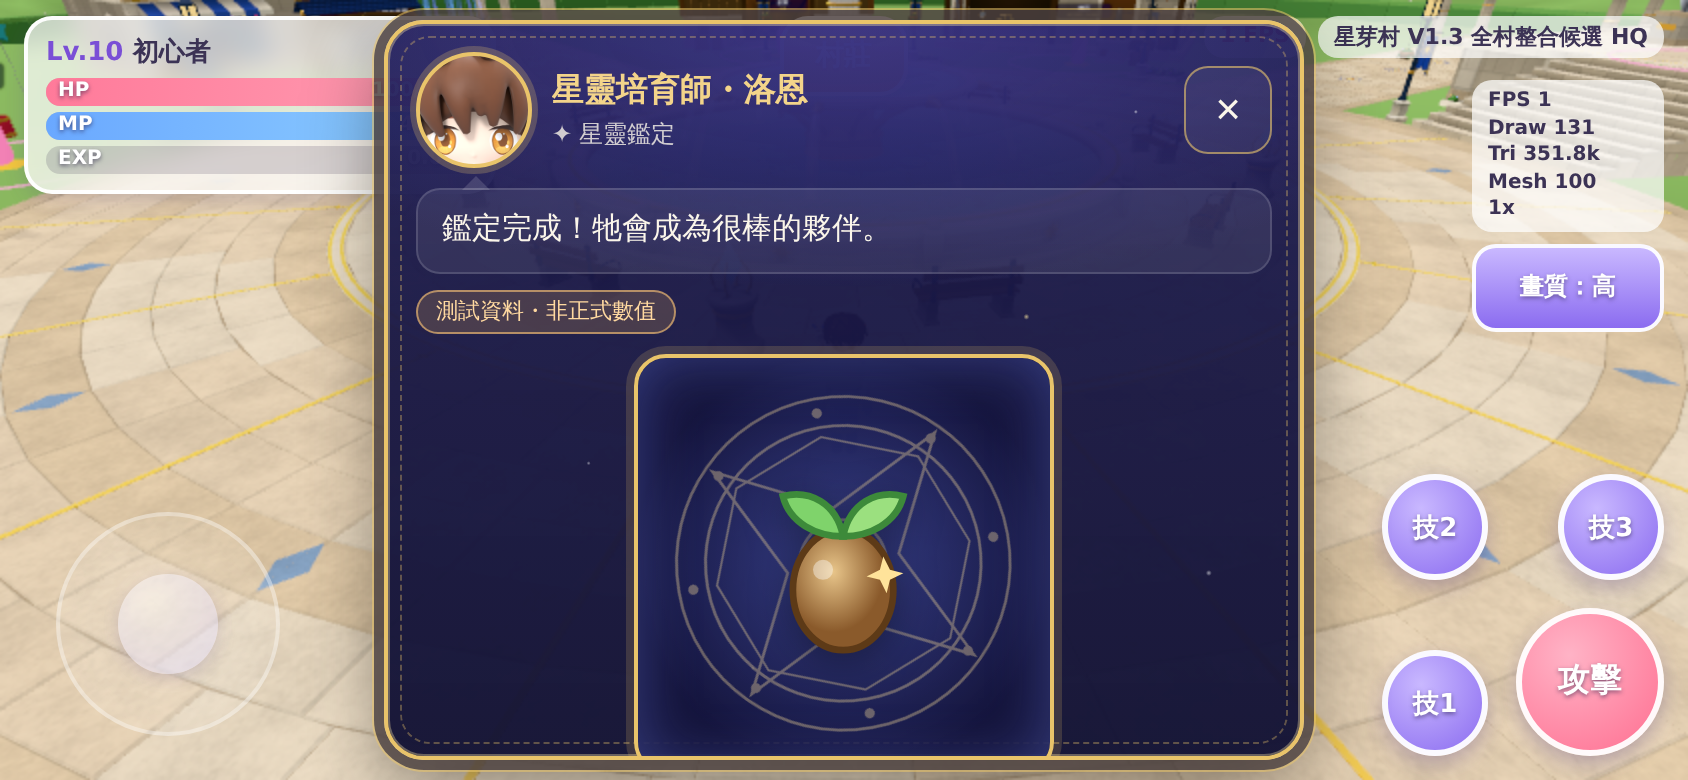 Lv.10 初心者
HP
MP
EXP
星靈培育師・洛恩
✦ 星靈鑑定
×
鑑定完成！牠會成為很棒的夥伴。
測試資料・非正式數值
星芽村 V1.3 全村整合候選 HQ
FPS 1
Draw 131
Tri 351.8k
Mesh 100
1x
畫質：高
技2
技3
技1
攻擊